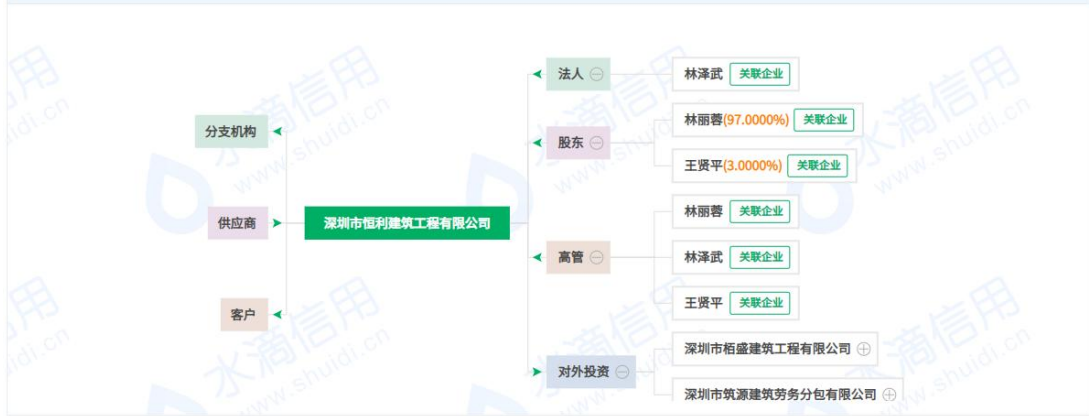 分支机构
供应商
客户
深圳市恒利建筑工程有限公司
法人
林泽武 关联企业
股东
林丽蓉(97.0000%) 关联企业
王贤平(3.0000%) 关联企业
高管
林丽蓉 关联企业
林泽武 关联企业
王贤平 关联企业
对外投资
深圳市栢盛建筑工程有限公司
深圳市筑源建筑劳务分包有限公司
水滴信用
www.shuidi.cn